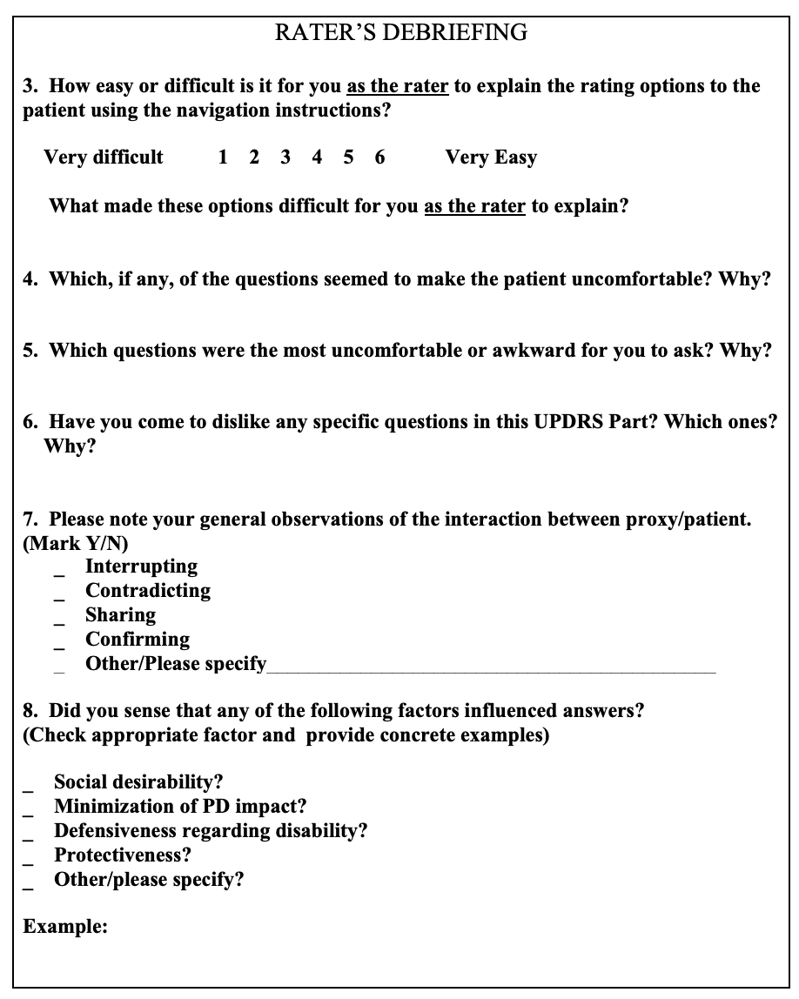 RATER’S DEBRIEFING
3. How easy or difficult is it for you as the rater to explain the rating options to the
patient using the navigation instructions?
Very difficult 1 2 3 4 5 6 Very Easy
What made these options difficult for you as the rater to explain?
4. Which, if any, of the questions seemed to make the patient uncomfortable? Why?
5. Which questions were the most uncomfortable or awkward for you to ask? Why?
6. Have you come to dislike any specific questions in this UPDRS Part? Which ones?
Why?
7. Please note your general observations of the interaction between proxy/patient.
(Mark Y/N)
_ Interrupting
_ Contradicting
_ Sharing
_ Confirming
_ Other/Please specify___________________________________________
8. Did you sense that any of the following factors influenced answers?
(Check appropriate factor and provide concrete examples)
_ Social desirability?
_ Minimization of PD impact?
_ Defensiveness regarding disability?
_ Protectiveness?
_ Other/please specify?
Example: